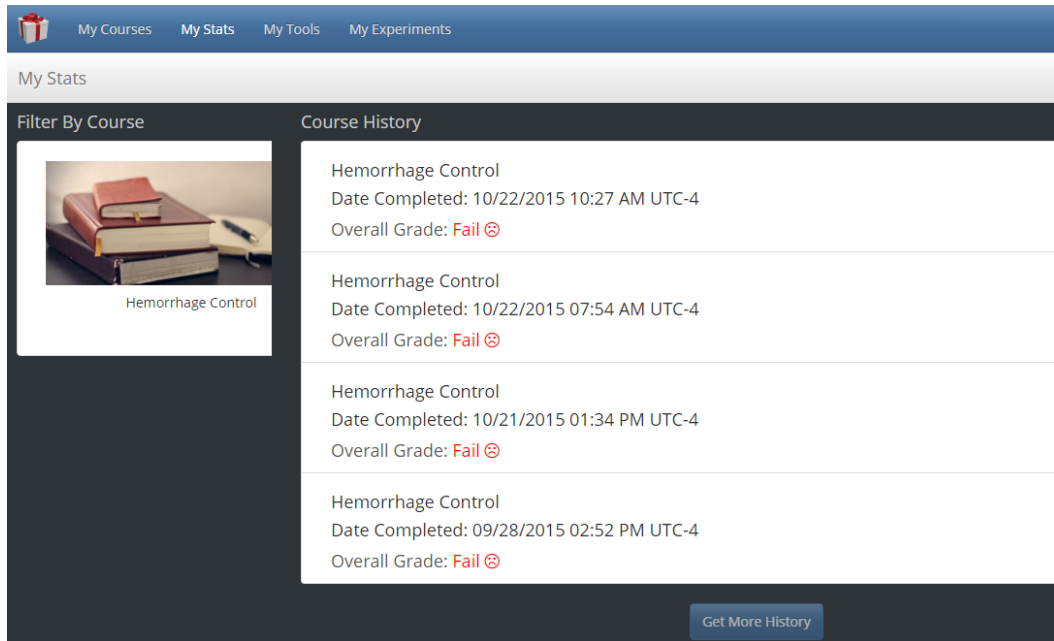 My Courses My Stats My Tools My Experiments
My Stats
Filter By Course
Hemorrhage Control
Course History
Hemorrhage Control
Date Completed: 10/22/2015 10:27 AM UTC-4
Overall Grade: Fail
Hemorrhage Control
Date Completed: 10/22/2015 07:54 AM UTC-4
Overall Grade: Fail
Hemorrhage Control
Date Completed: 10/21/2015 01:34 PM UTC-4
Overall Grade: Fail
Hemorrhage Control
Date Completed: 09/28/2015 02:52 PM UTC-4
Overall Grade: Fail
Get More History